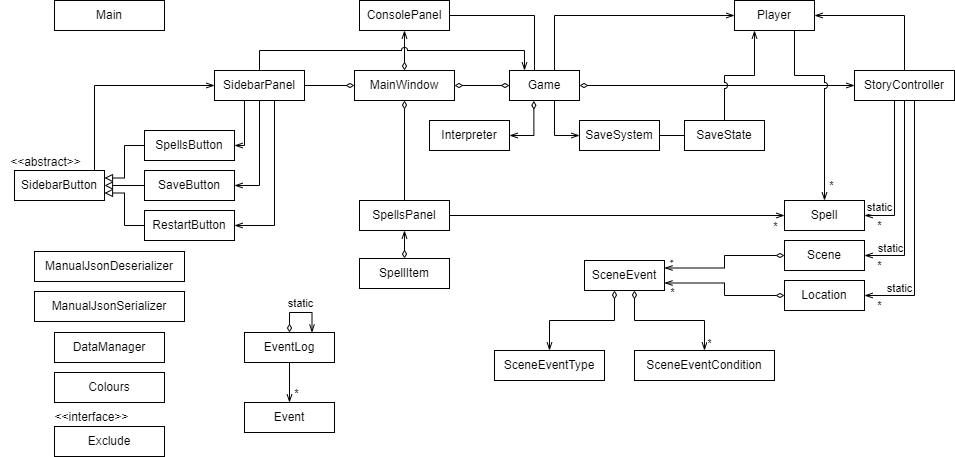 Main
ConsolePanel
Player
SidebarPanel
MainWindow
Game
StoryController
Interpreter
SaveSystem
SaveState
SpellsButton
<<abstract>>
SidebarButton
SaveButton
*
static
SpellsPanel
Spell
RestartButton
*
*
static
ManualJsonDeserializer
SpellItem
SceneEvent
*
Scene
*
static
ManualJsonSerializer
*
Location
*
static
DataManager
EventLog
*
SceneEventType
SceneEventCondition
Colours
*
<<interface>>
Event
Exclude